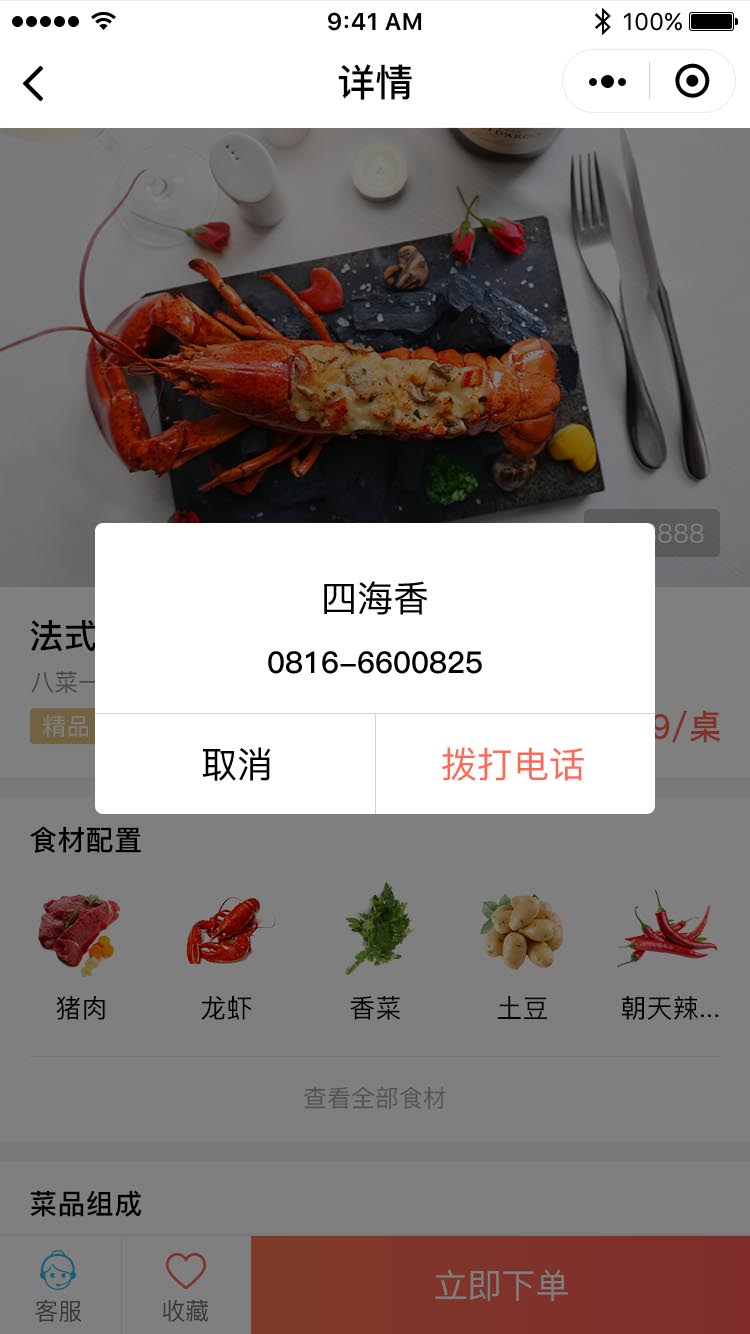 9:41 AM 100%
详情
888
四海香
0816-6600825
取消 拨打电话
法式
八菜一
精品
9/桌
食材配置
猪肉 龙虾 香菜 土豆 朝天辣...
查看全部食材
菜品组成
客服 收藏 立即下单